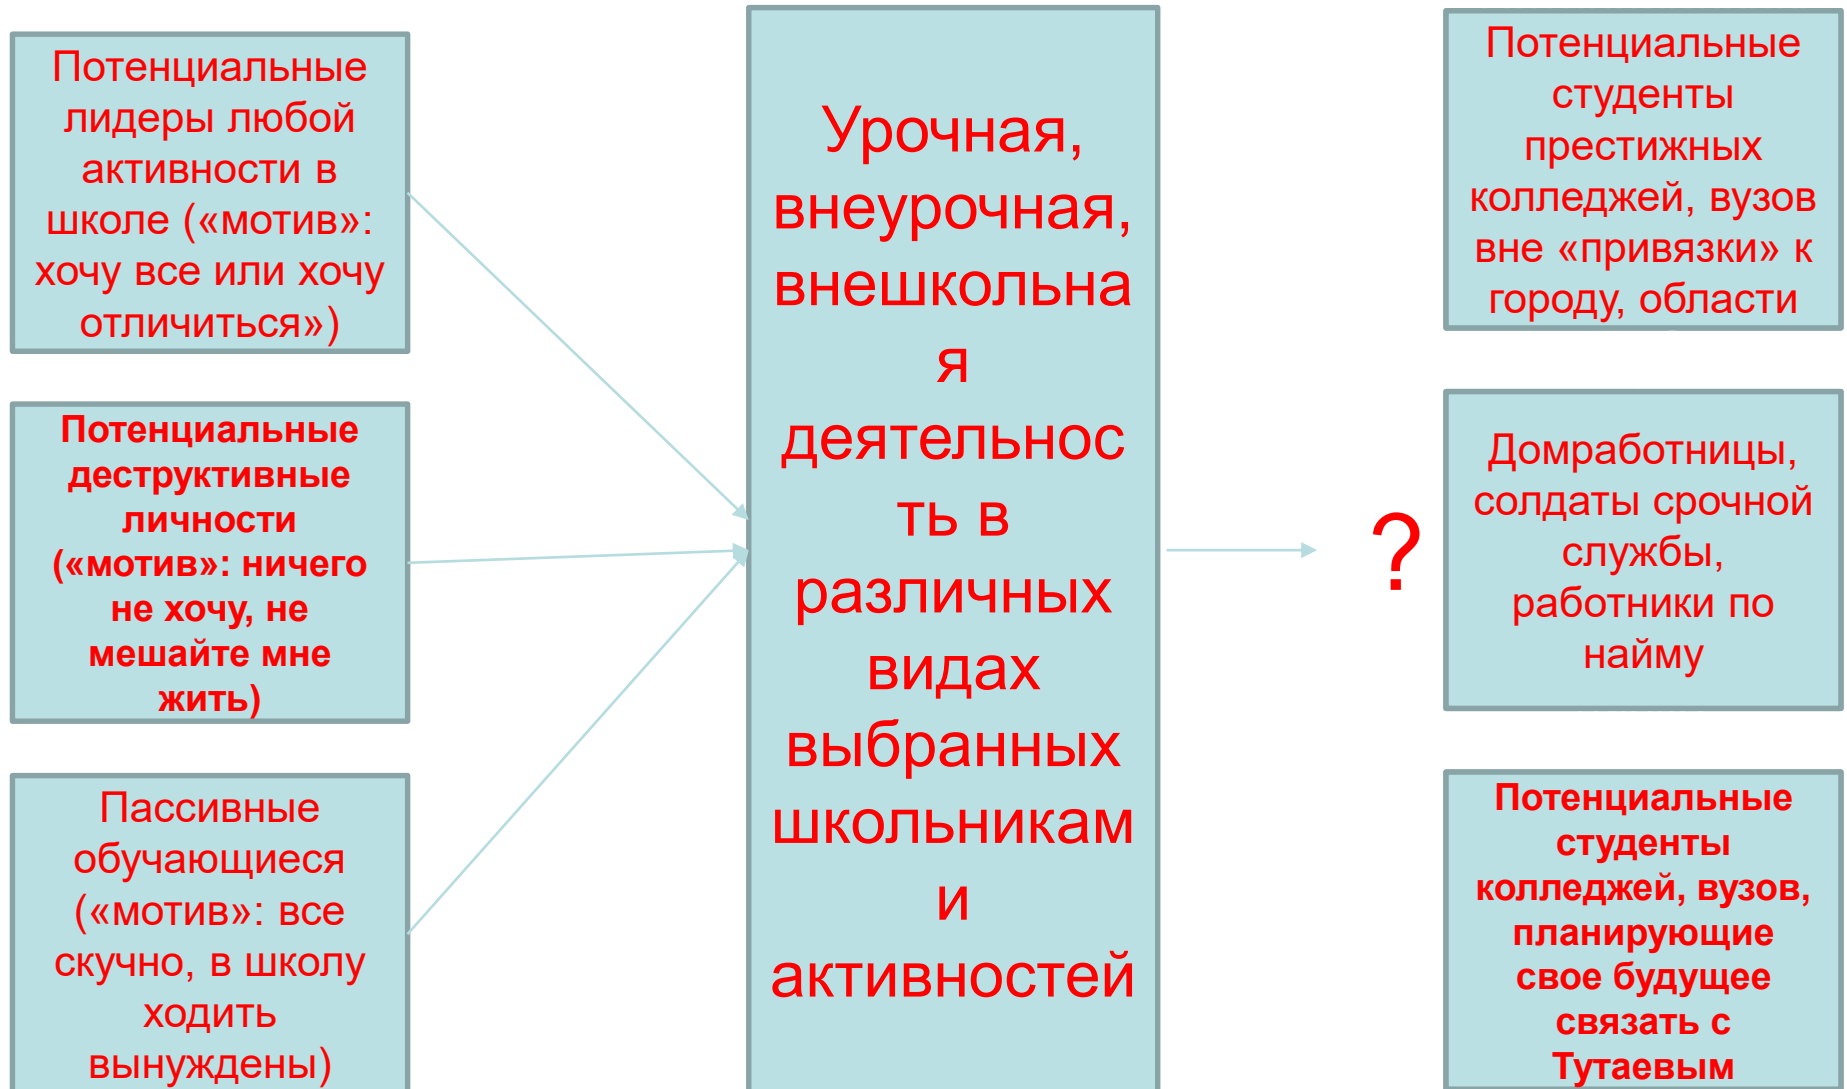 Потенциальные
лидеры любой
активности в
школе («мотив»:
хочу все или хочу
отличиться»)
Потенциальные
деструктивные
личности
(«мотив»: ничего
не хочу, не
мешайте мне
жить)
Пассивные
обучающиеся
(«мотив»: все
скучно, в школу
ходить
вынуждены)
Урочная,
внеурочная,
внешкольна
я
деятельнос
ть в
различных
видах
выбранных
школьникам
и
активностей
?
Потенциальные
студенты
престижных
колледжей, вузов
вне «привязки» к
городу, области
Домработницы,
солдаты срочной
службы,
работники по
найму
Потенциальные
студенты
колледжей, вузов,
планирующие
свое будущее
связать с
Тутаевым